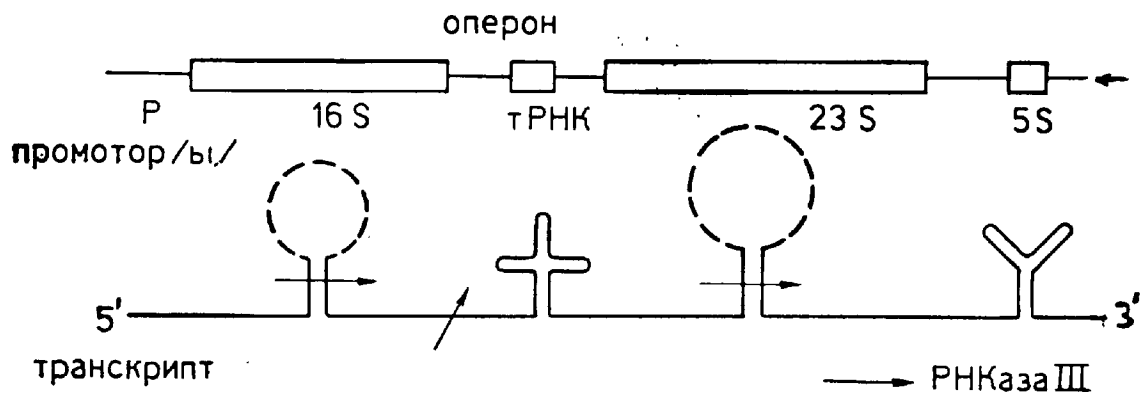 оперон
P 16 S тРНК 23 S 5S
промотор/ы/
5' 3'
транскрипт РНКаза III